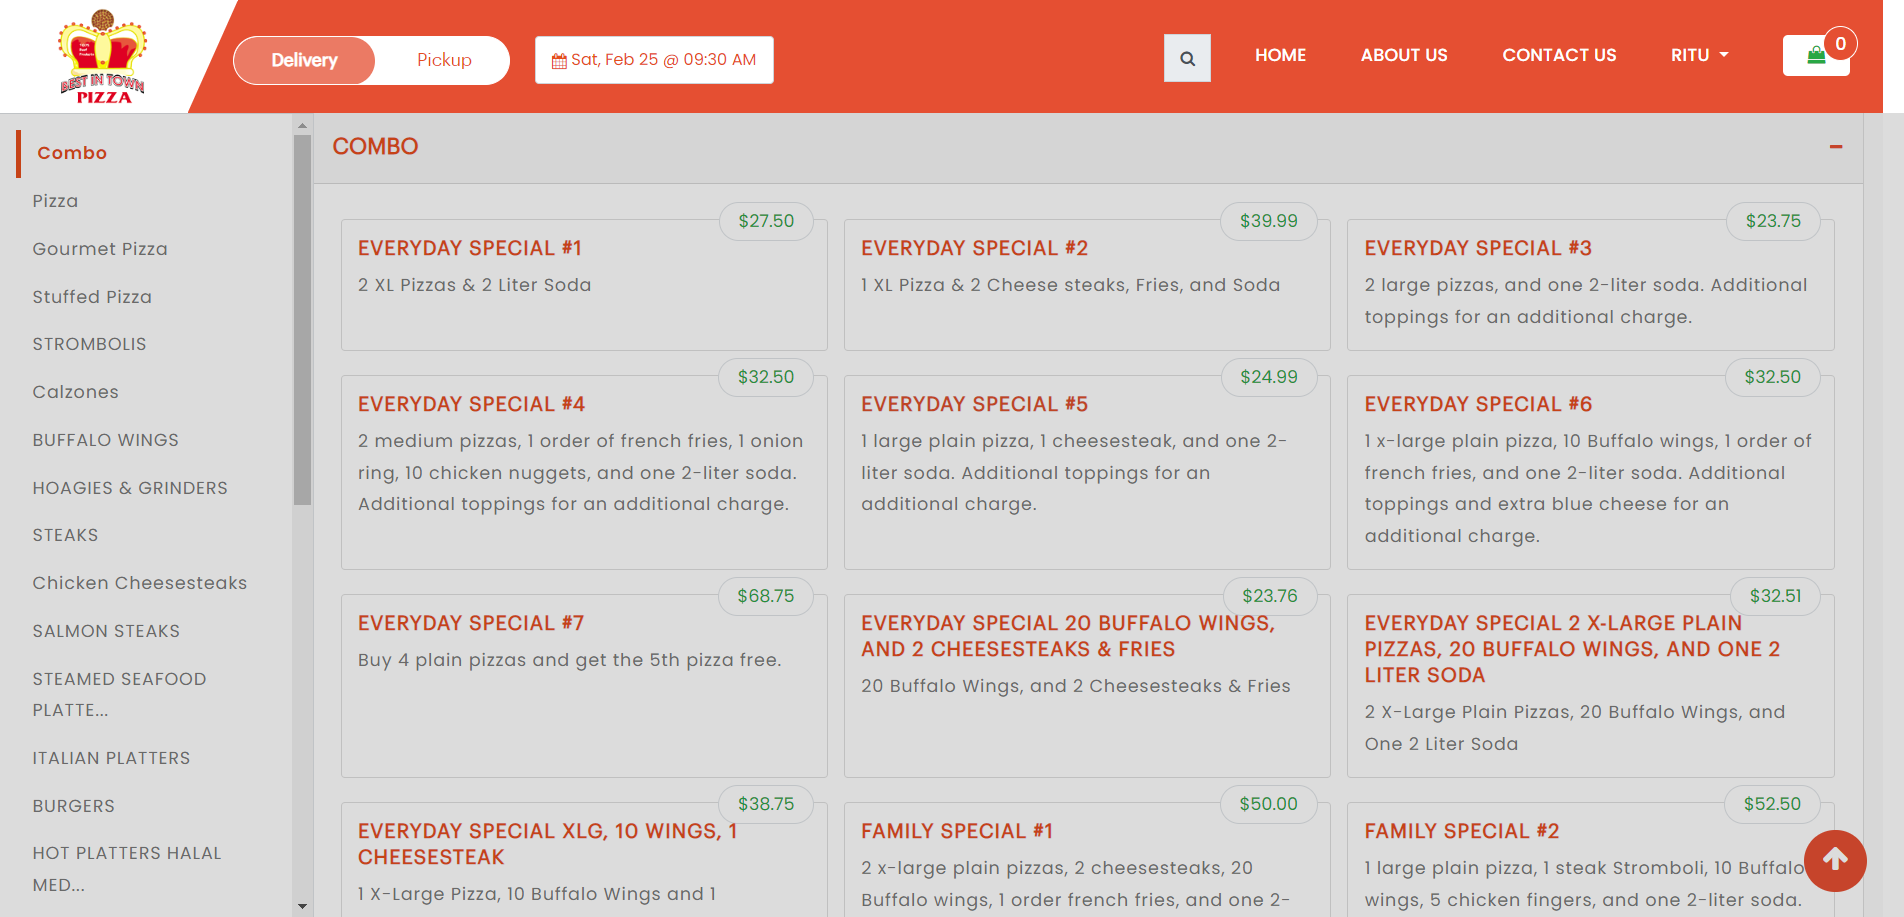 BEST IN TOWN
PIZZA
Delivery
Pickup
Sat, Feb 25 @ 09:30 AM
HOME
ABOUT US
CONTACT US
RITU
0
Combo
Pizza
Gourmet Pizza
Stuffed Pizza
STROMBOLIS
Calzones
BUFFALO WINGS
HOAGIES & GRINDERS
STEAKS
Chicken Cheesesteaks
SALMON STEAKS
STEAMED SEAFOOD
PLATTE...
ITALIAN PLATTERS
BURGERS
HOT PLATTERS HALAL
MED...
COMBO
$27.50
EVERYDAY SPECIAL #1
2 XL Pizzas & 2 Liter Soda
$39.99
EVERYDAY SPECIAL #2
1 XL Pizza & 2 Cheese steaks, Fries, and Soda
$23.75
EVERYDAY SPECIAL #3
2 large pizzas, and one 2-liter soda. Additional
toppings for an additional charge.
$32.50
EVERYDAY SPECIAL #4
2 medium pizzas, 1 order of french fries, 1 onion
ring, 10 chicken nuggets, and one 2-liter soda.
Additional toppings for an additional charge.
$24.99
EVERYDAY SPECIAL #5
1 large plain pizza, 1 cheesesteak, and one 2-
liter soda. Additional toppings for an
additional charge.
$32.50
EVERYDAY SPECIAL #6
1 x-large plain pizza, 10 Buffalo wings, 1 order of
french fries, and one 2-liter soda. Additional
toppings and extra blue cheese for an
additional charge.
$68.75
EVERYDAY SPECIAL #7
Buy 4 plain pizzas and get the 5th pizza free.
$23.76
EVERYDAY SPECIAL 20 BUFFALO WINGS,
AND 2 CHEESESTEAKS & FRIES
20 Buffalo Wings, and 2 Cheesesteaks & Fries
$32.51
EVERYDAY SPECIAL 2 X-LARGE PLAIN
PIZZAS, 20 BUFFALO WINGS, AND ONE 2
LITER SODA
2 X-Large Plain Pizzas, 20 Buffalo Wings, and
One 2 Liter Soda
$38.75
EVERYDAY SPECIAL XLG, 10 WINGS, 1
CHEESESTEAK
1 X-Large Pizza, 10 Buffalo Wings and 1
$50.00
FAMILY SPECIAL #1
2 x-large plain pizzas, 2 cheesesteaks, 20
Buffalo wings, 1 order french fries, and one 2-
$52.50
FAMILY SPECIAL #2
1 large plain pizza, 1 steak Stromboli, 10 Buffalo
wings, 5 chicken fingers, and one 2-liter soda.